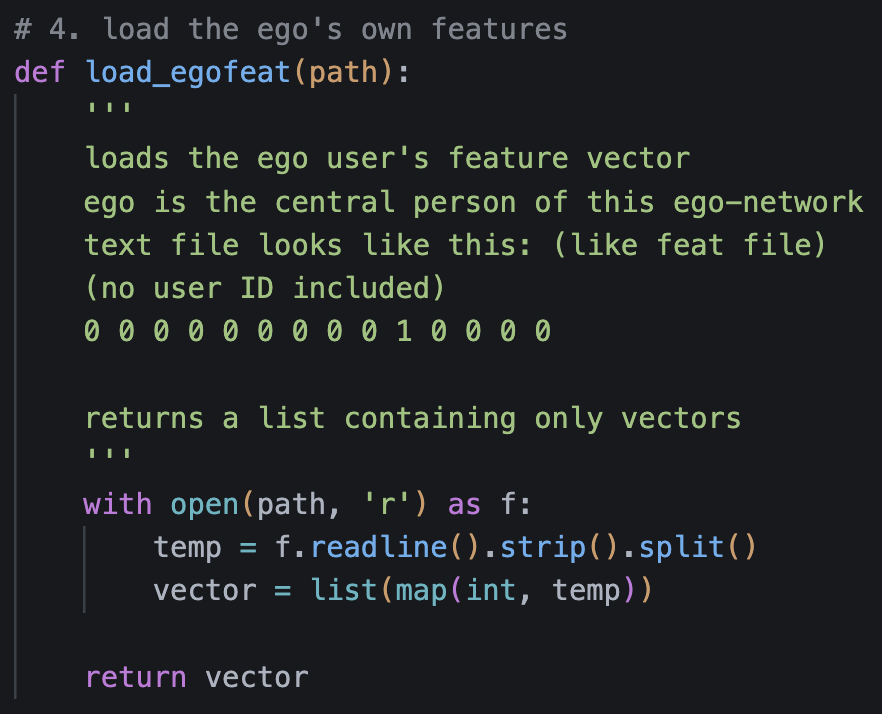 # 4. load the ego's own features
def load_egofeat(path):
    '''
    loads the ego user's feature vector
    ego is the central person of this ego-network
    text file looks like this: (like feat file)
    (no user ID included)
    0 0 0 0 0 0 0 0 0 1 0 0 0 0

    returns a list containing only vectors
    '''
    with open(path, 'r') as f:
        temp = f.readline().strip().split()
        vector = list(map(int, temp))

    return vector